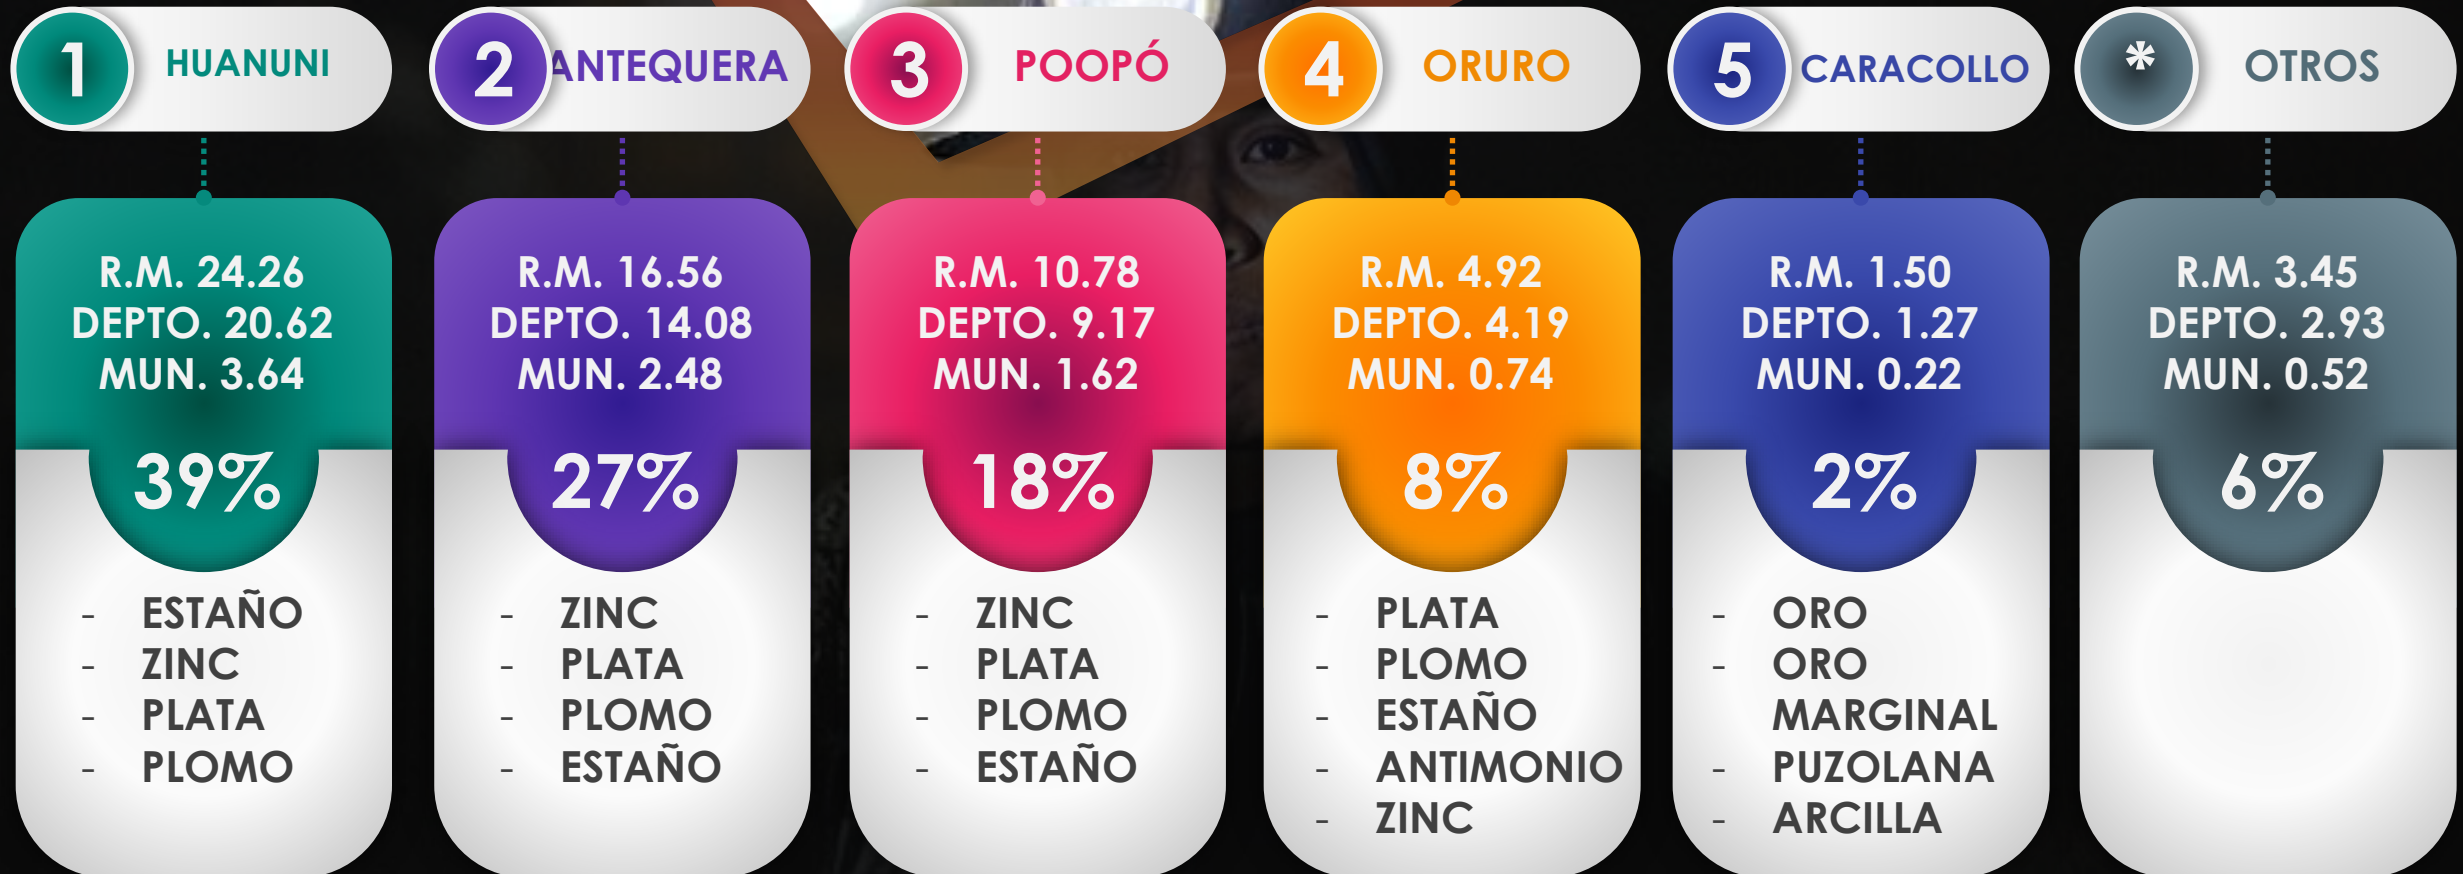 1 HUANUNI
R.M. 24.26
DEPTO. 20.62
MUN. 3.64
39%
- ESTAÑO
- ZINC
- PLATA
- PLOMO
2 ANTEQUERA
R.M. 16.56
DEPTO. 14.08
MUN. 2.48
27%
- ZINC
- PLATA
- PLOMO
- ESTAÑO
3 POOPÓ
R.M. 10.78
DEPTO. 9.17
MUN. 1.62
18%
- ZINC
- PLATA
- PLOMO
- ESTAÑO
4 ORURO
R.M. 4.92
DEPTO. 4.19
MUN. 0.74
8%
- PLATA
- PLOMO
- ESTAÑO
- ANTIMONIO
- ZINC
5 CARACOLLO
R.M. 1.50
DEPTO. 1.27
MUN. 0.22
2%
- ORO
- ORO
MARGINAL
- PUZOLANA
- ARCILLA
* OTROS
R.M. 3.45
DEPTO. 2.93
MUN. 0.52
6%